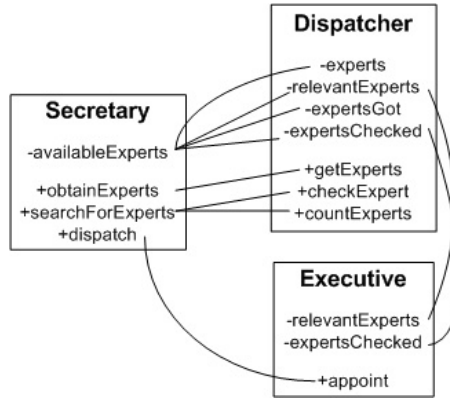 Dispatcher
-experts
-relevantExperts
-expertsGot
-expertsChecked
+getExperts
+checkExpert
+countExperts
Secretary
-availableExperts
+obtainExperts
+searchForExperts
+dispatch
Executive
-relevantExperts
-expertsChecked
+appoint